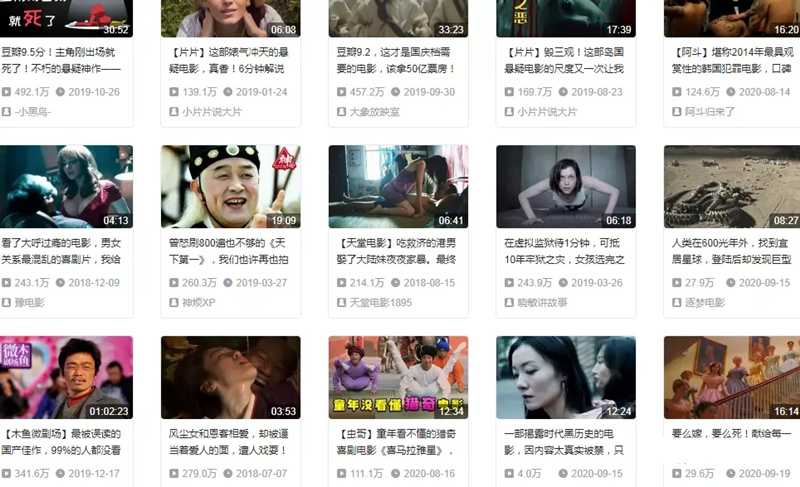 就死了
30:52
06:08
33:23
17:39
16:20
豆瓣9.5分！主角刚出场就
死了！不朽的悬疑神作——
492.1万 2019-10-26
-小黑鸟-
【片片】这部婊气冲天的悬
疑电影，真香！6分钟解说
139.1万 2019-01-24
小片片说大片
豆瓣9.2，这才是国庆档需
要的电影，该拿50亿票房！
457.2万 2019-09-30
大象放映室
【片片】毁三观！这部岛国
悬疑电影的尺度又一次让我
169.7万 2019-08-23
小片片说大片
【阿斗】堪称2014年最具观
赏性的韩国犯罪电影，口碑
124.6万 2020-08-14
阿斗归来了
04:13
19:09
06:41
06:18
08:27
看了大呼过瘾的电影，男女
关系最混乱的喜剧片，我给
243.1万 2018-12-09
豫电影
曾怒刷800遍也不够的《天
下第一》，我们也许再也拍
260.3万 2019-03-27
神烦XP
【天堂电影】吃救济的港男
娶了大陆妹夜夜家暴。最终
214.1万 2018-08-15
天堂电影1895
在虚拟监狱待1分钟，可抵
10年牢狱之灾，女孩选完之
243.9万 2019-03-26
晓敏讲故事
人类在600光年外，找到宜
居星球，登陆后却发现巨型
27.9万 2020-09-15
逐梦电影
微木鱼
01:02:23
03:53
童年没看懂猎奇电影
12:34
12:24
16:14
【木鱼微剧场】最被误读的
国产佳作，99%的人都没看
341.6万 2019-12-17
风尘女和恩客相爱，却被逼
当着爱人的面，遭人戏耍！
279.0万 2018-07-07
【虫哥】童年看不懂的猎奇
喜剧电影《喜马拉雅星》，
111.1万 2020-08-16
一部揭露时代黑历史的电
影，因内容太真实被禁，只
4.0万 2020-09-15
要么嫁，要么死！献给每一
29.6万 2020-09-19